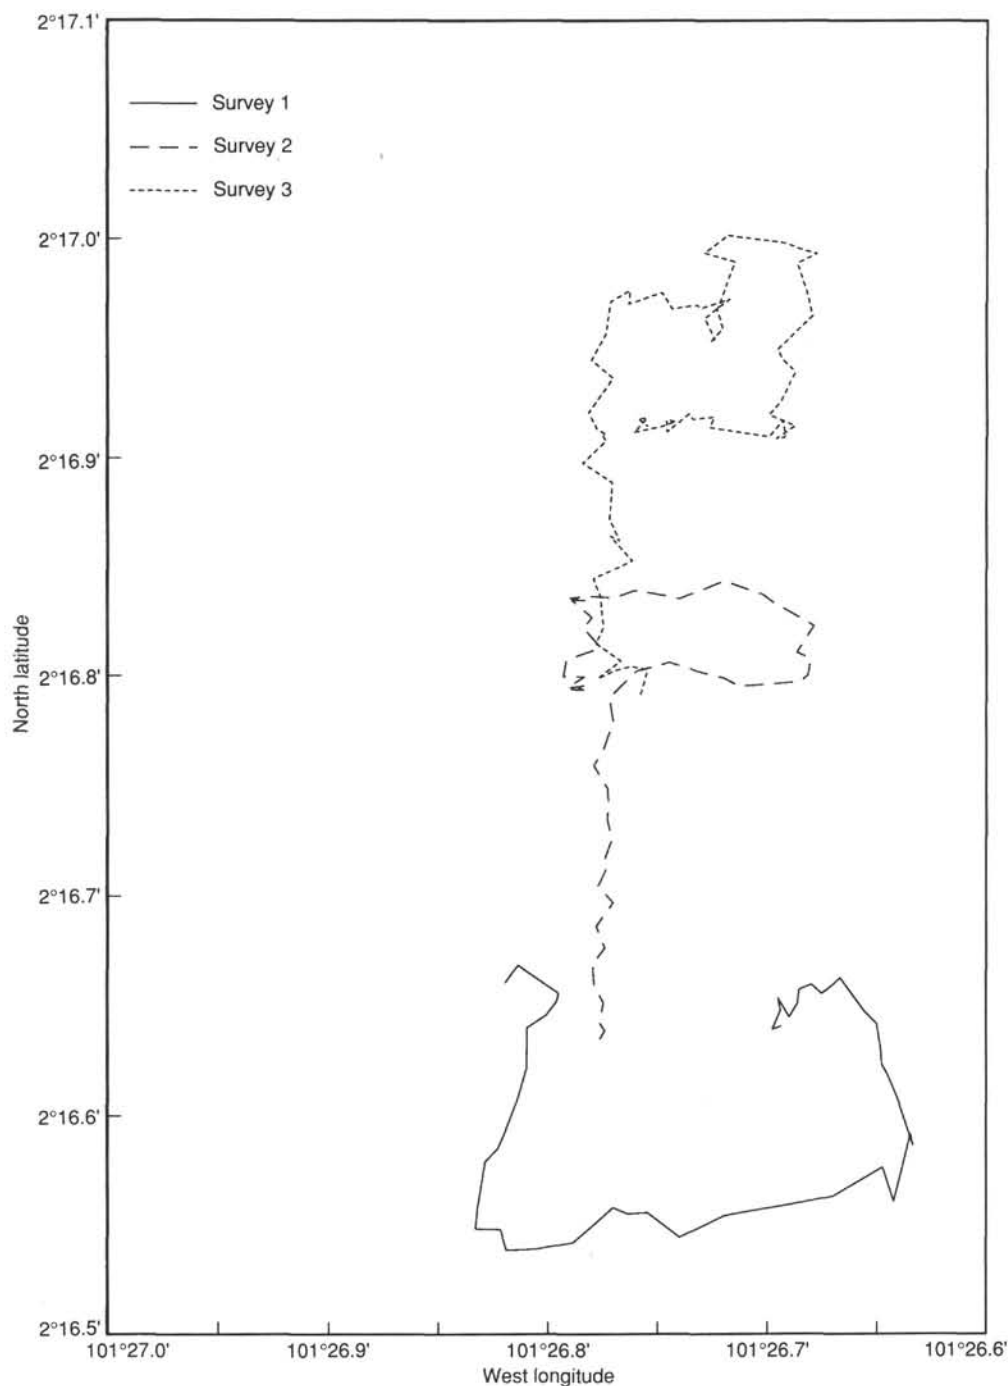 2°17.1'
Survey 1
Survey 2
Survey 3
2°17.0'
2°16.9'
2°16.8'
2°16.7'
2°16.6'
2°16.5'
North latitude
101°27.0'
101°26.9'
101°26.8'
101°26.7'
101°26.6'
West longitude